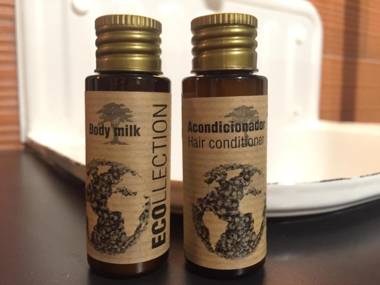 Body milk
ECOLLECTION
Acondicionador
Hair conditioner